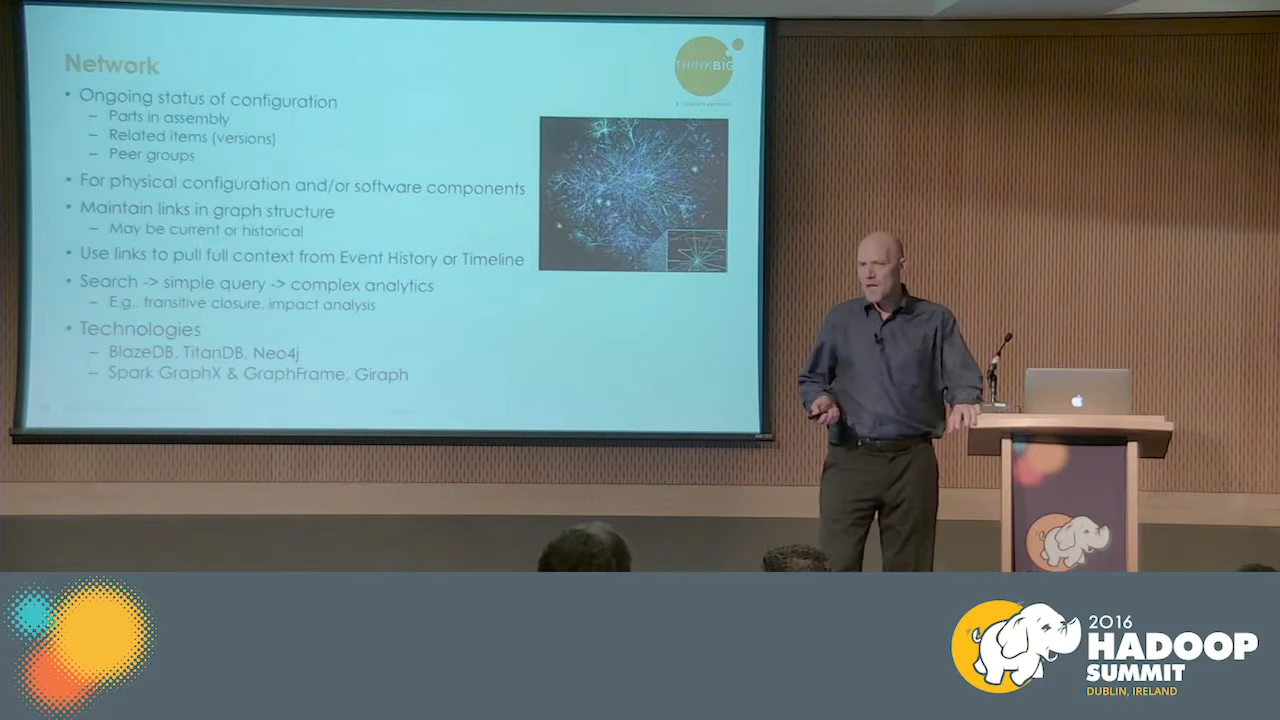 Network
THINKBIG
• Ongoing status of configuration
– Parts in assembly
– Related items (versions)
– Peer groups
• For physical configuration and/or software components
• Maintain links in graph structure
– May be current or historical
• Use links to pull full context from Event History or Timeline
• Search -> simple query -> complex analytics
– E.g., transitive closure, impact analysis
• Technologies
– BlazeDB, TitanDB, Neo4j
– Spark GraphX & GraphFrame, Giraph
2016
HADOOP
SUMMIT
DUBLIN, IRELAND